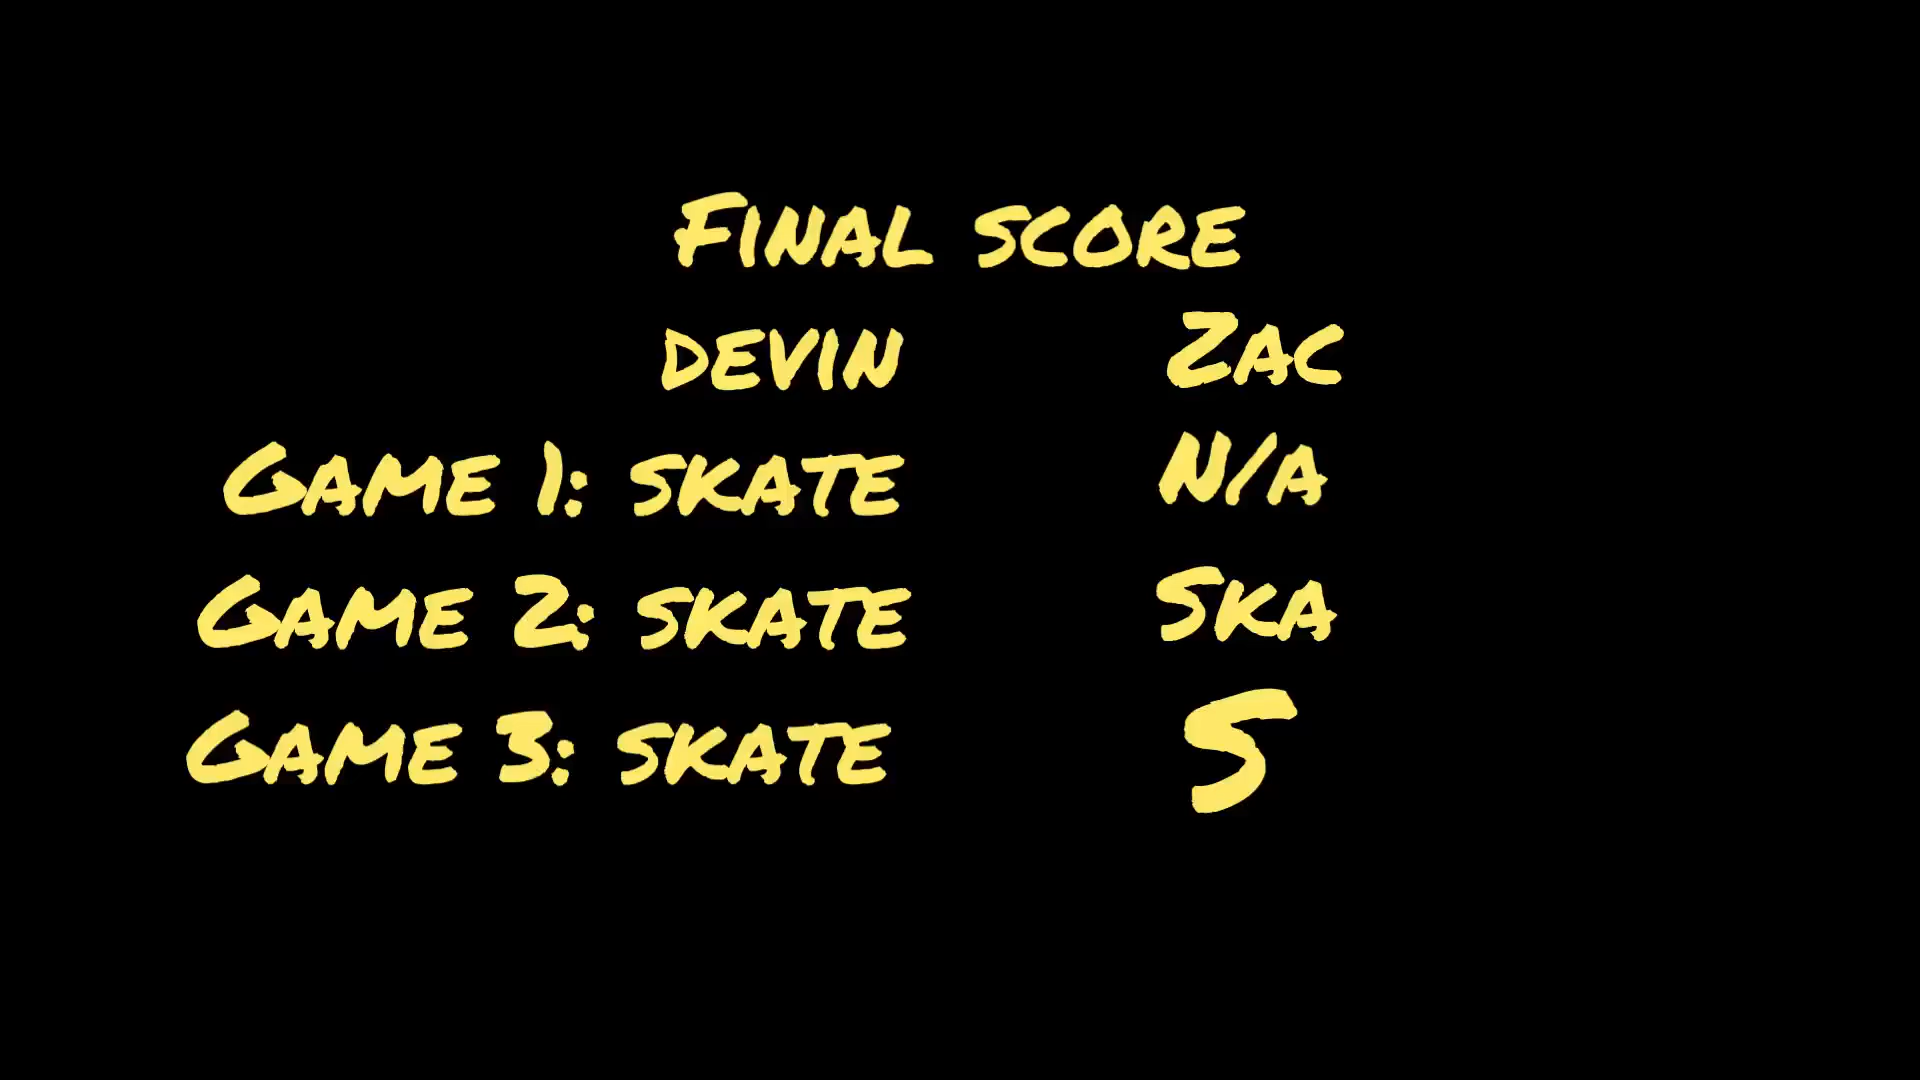 Final score
devin Zac
Game 1: skate N/A
Game 2: skate Ska
Game 3: skate S